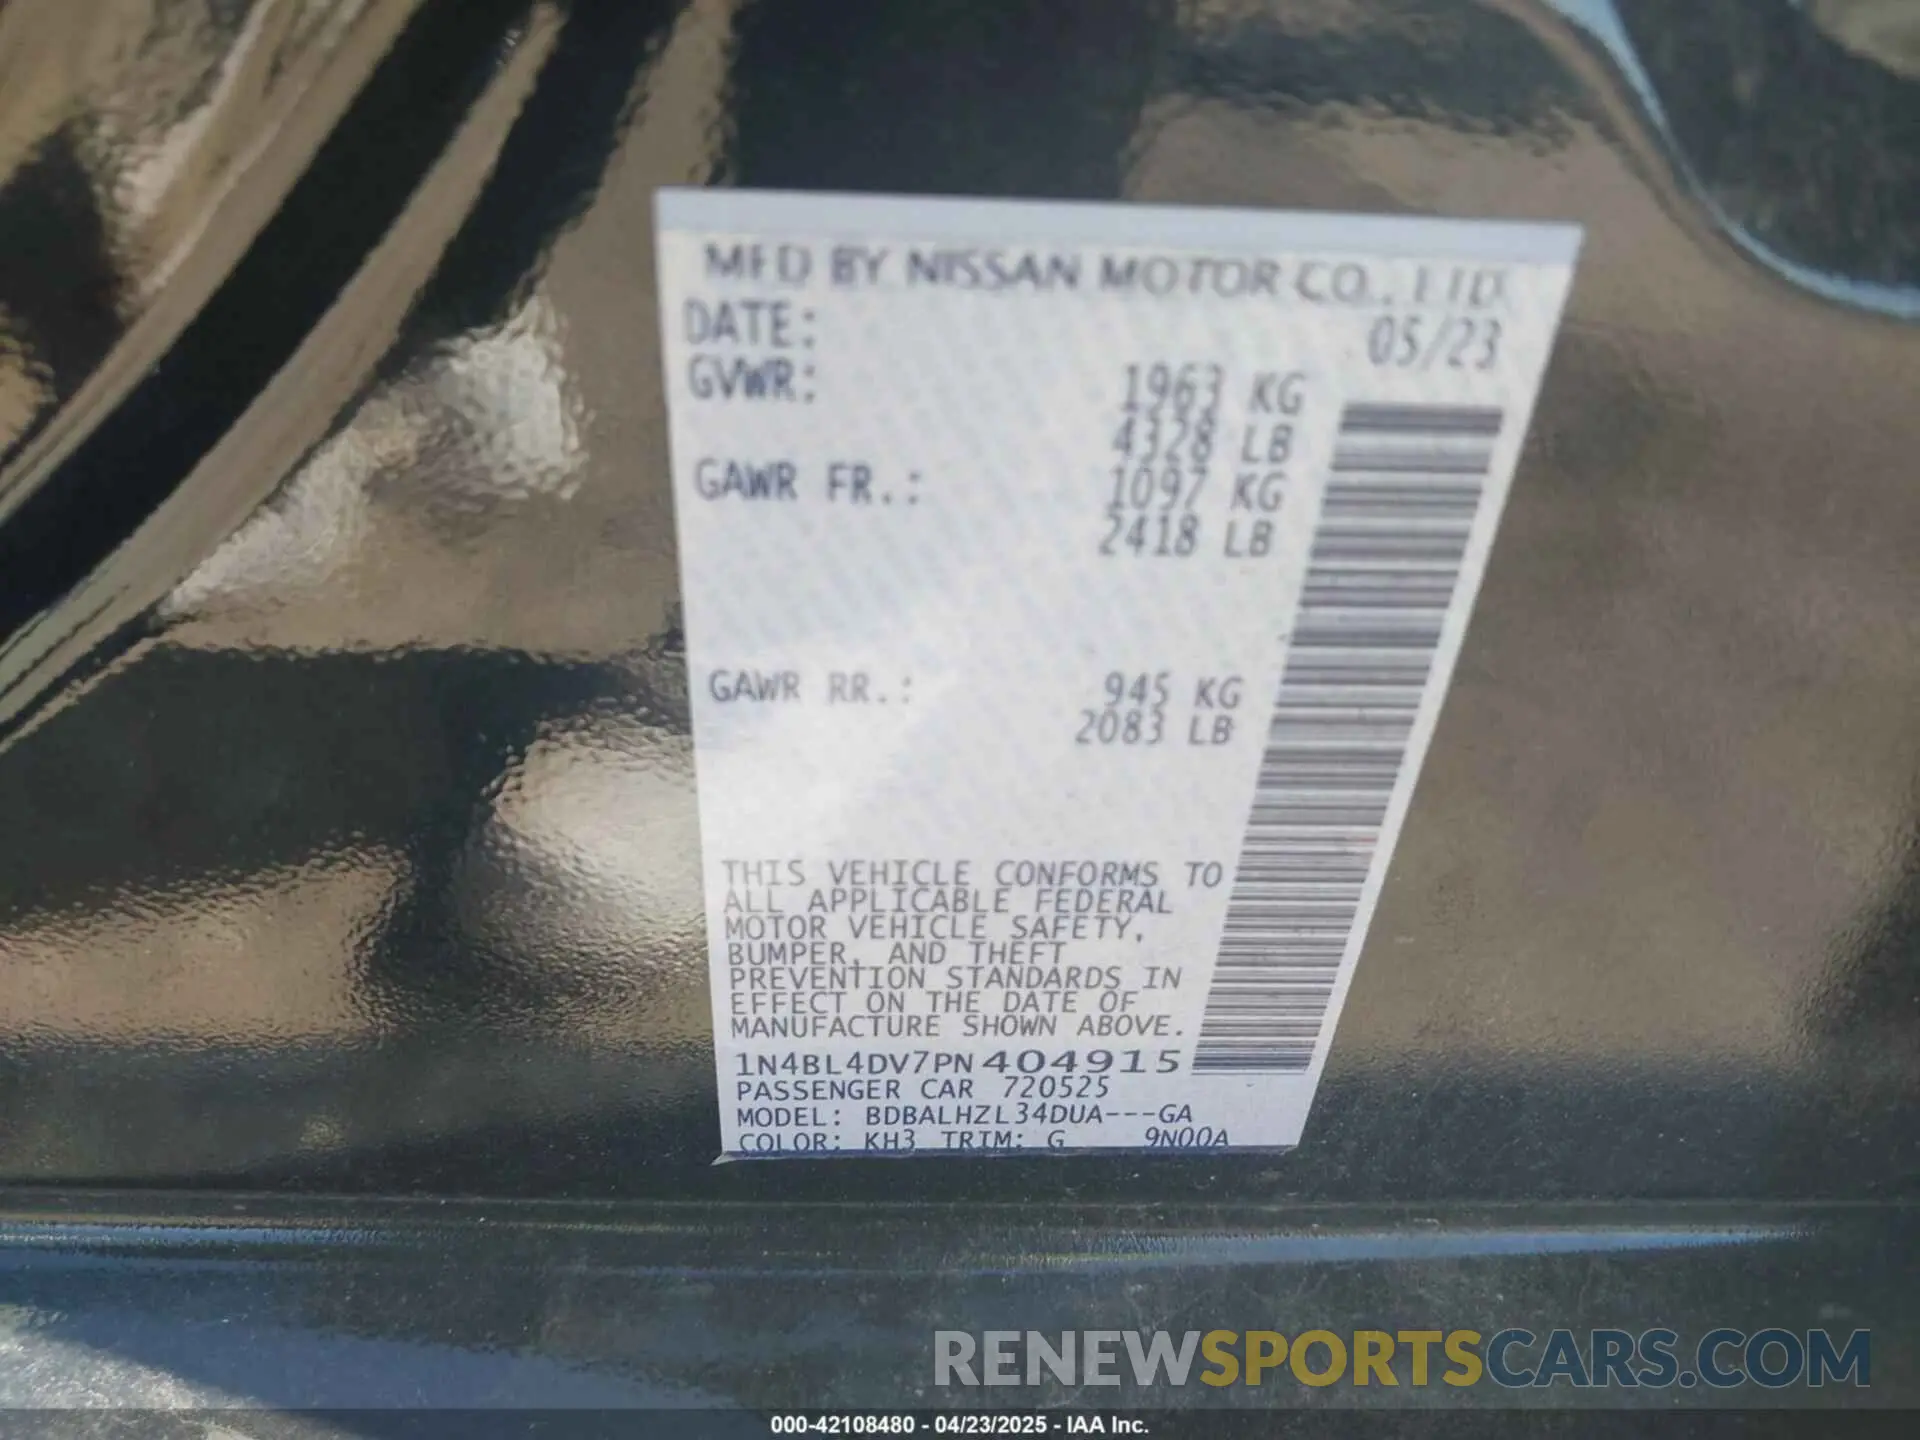 MFD BY NISSAN MOTOR CO., LTD
DATE: 05/23
GVWR: 1963 KG
4328 LB
GAWR FR.: 1097 KG
2418 LB
GAWR RR.: 945 KG
2083 LB
THIS VEHICLE CONFORMS TO
ALL APPLICABLE FEDERAL
MOTOR VEHICLE SAFETY,
BUMPER, AND THEFT
PREVENTION STANDARDS IN
EFFECT ON THE DATE OF
MANUFACTURE SHOWN ABOVE.
1N4BL4DV7PN404915
PASSENGER CAR 720525
MODEL: BDBALHZL34DUA---GA
COLOR: KH3 TRIM: G 9N00A
RENEWSPORTSCARS.COM
000-42108480 - 04/23/2025 - IAA Inc.